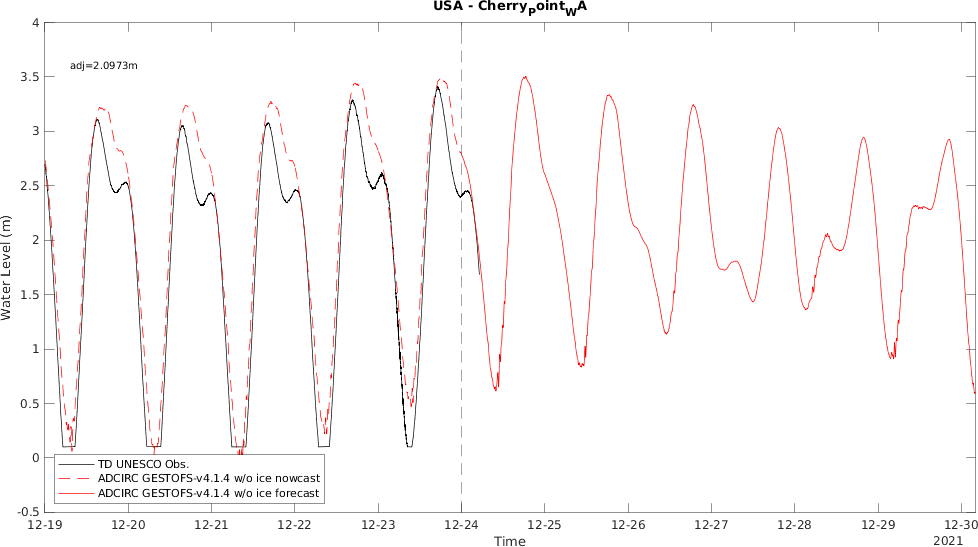 USA - CherryPointWA
4
adj=2.0973m
3.5
3
2.5
2
1.5
1
0.5
0
-0.5
Water Level (m)
TD UNESCO Obs.
ADCIRC GESTOFS-v4.1.4 w/o ice nowcast
ADCIRC GESTOFS-v4.1.4 w/o ice forecast
12-19 12-20 12-21 12-22 12-23 12-24 12-25 12-26 12-27 12-28 12-29 12-30
Time
2021